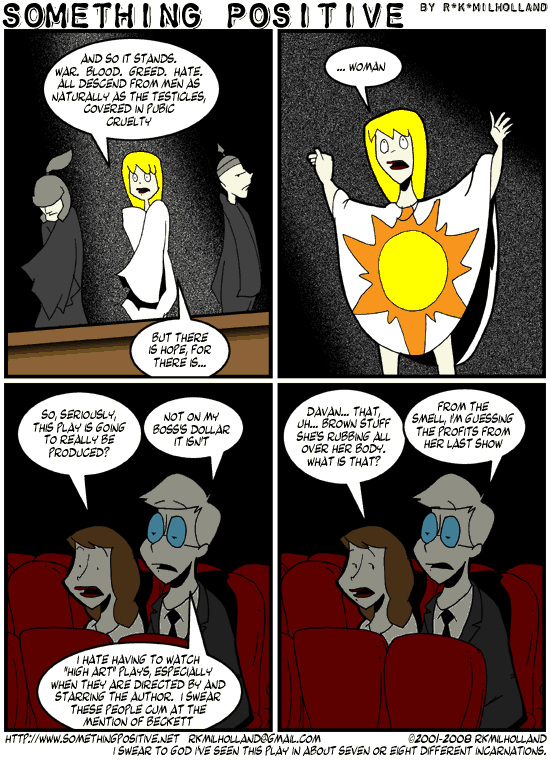 SOMETHING POSITIVE BY R*K*MILHOLLAND
AND SO IT STANDS.
WAR. BLOOD. GREED. HATE.
ALL DESCEND FROM MEN AS
NATURALLY AS THE TESTICLES,
COVERED IN PUBIC
CRUELTY
BUT THERE
IS HOPE, FOR
THERE IS...
... WOMAN
SO, SERIOUSLY,
THIS PLAY IS GOING
TO REALLY BE
PRODUCED?
NOT ON MY
BOSS'S DOLLAR
IT ISN'T
I HATE HAVING TO WATCH
"HIGH ART" PLAYS, ESPECIALLY
WHEN THEY ARE DIRECTED BY AND
STARRING THE AUTHOR. I SWEAR
THESE PEOPLE CUM AT THE
MENTION OF BECKETT
DAVAN... THAT,
UH... BROWN STUFF
SHE'S RUBBING ALL
OVER HER BODY.
WHAT IS THAT?
FROM THE
SMELL, I'M GUESSING
THE PROFITS FROM
HER LAST SHOW
HTTP://WWW.SOMETHINGPOSITIVE.NET RKMILHOLLAND@GMAIL.COM ©2001-2008 RKMILHOLLAND
I SWEAR TO GOD I'VE SEEN THIS PLAY IN ABOUT SEVEN OR EIGHT DIFFERENT INCARNATIONS.